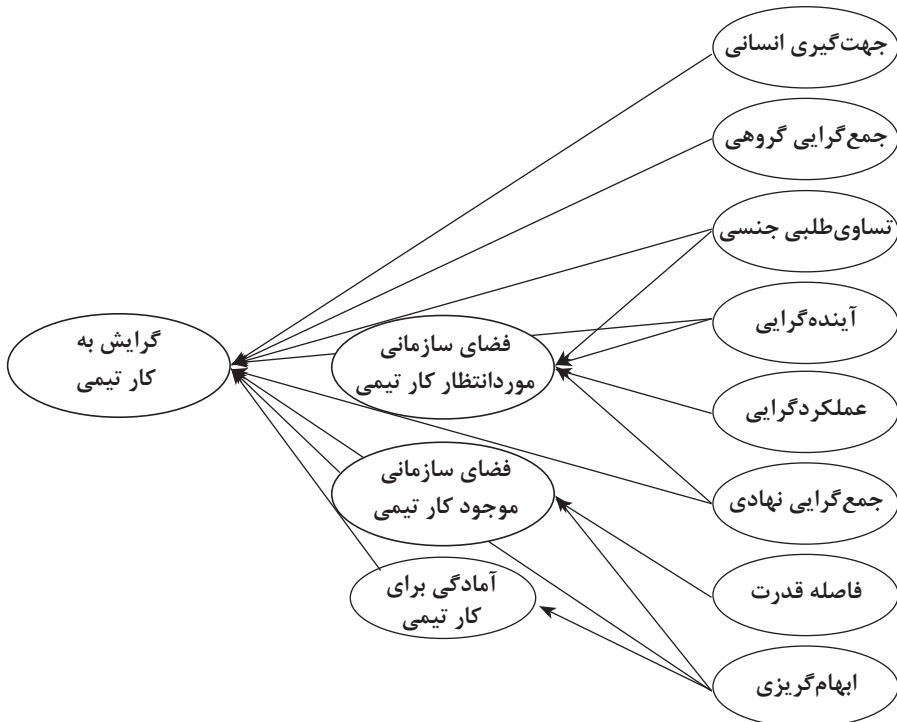 جهت‌گیری انسانی
جمع‌گرایی گروهی
تساوی‌طلبی جنسی
آینده‌گرایی
عملکردگرایی
جمع‌گرایی نهادی
فاصله قدرت
ابهام‌گریزی
فضای سازمانی
موردانتظار کار تیمی
فضای سازمانی
موجود کار تیمی
آمادگی برای
کار تیمی
گرایش به
کار تیمی